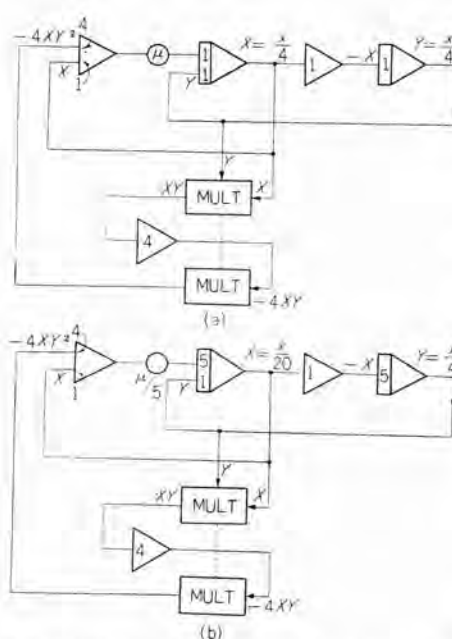 4
-4XY²
X
1
μ
1
1
Y
X = x/4
1
-X
1
Y = x/4
Y
XY
X
MULT
4
MULT
-4XY
(a)
4
-4XY²
X
1
μ/5
5
1
Y
X = x/20
1
-X
5
Y
XY
X
MULT
4
MULT
-4XY
(b)